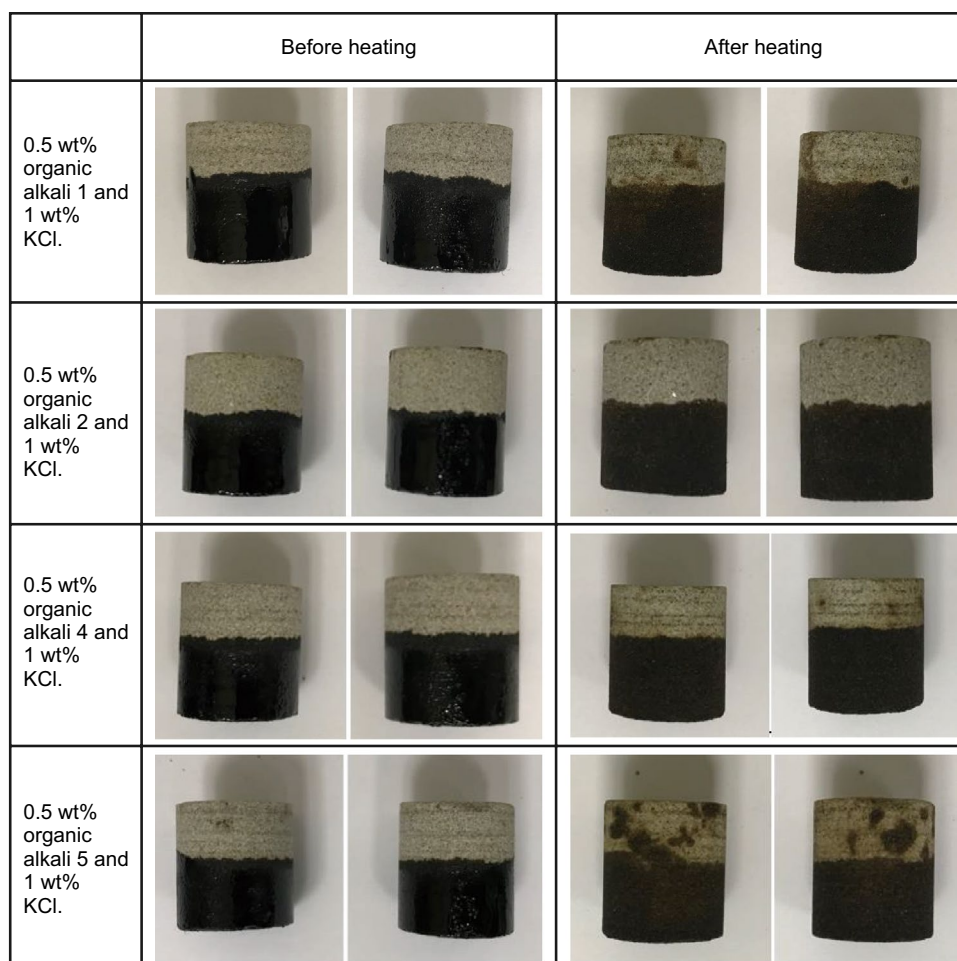 Before heating
After heating
0.5 wt%
organic
alkali 1 and
1 wt%
KCl.
0.5 wt%
organic
alkali 2 and
1 wt%
KCl.
0.5 wt%
organic
alkali 4 and
1 wt%
KCl.
0.5 wt%
organic
alkali 5 and
1 wt%
KCl.